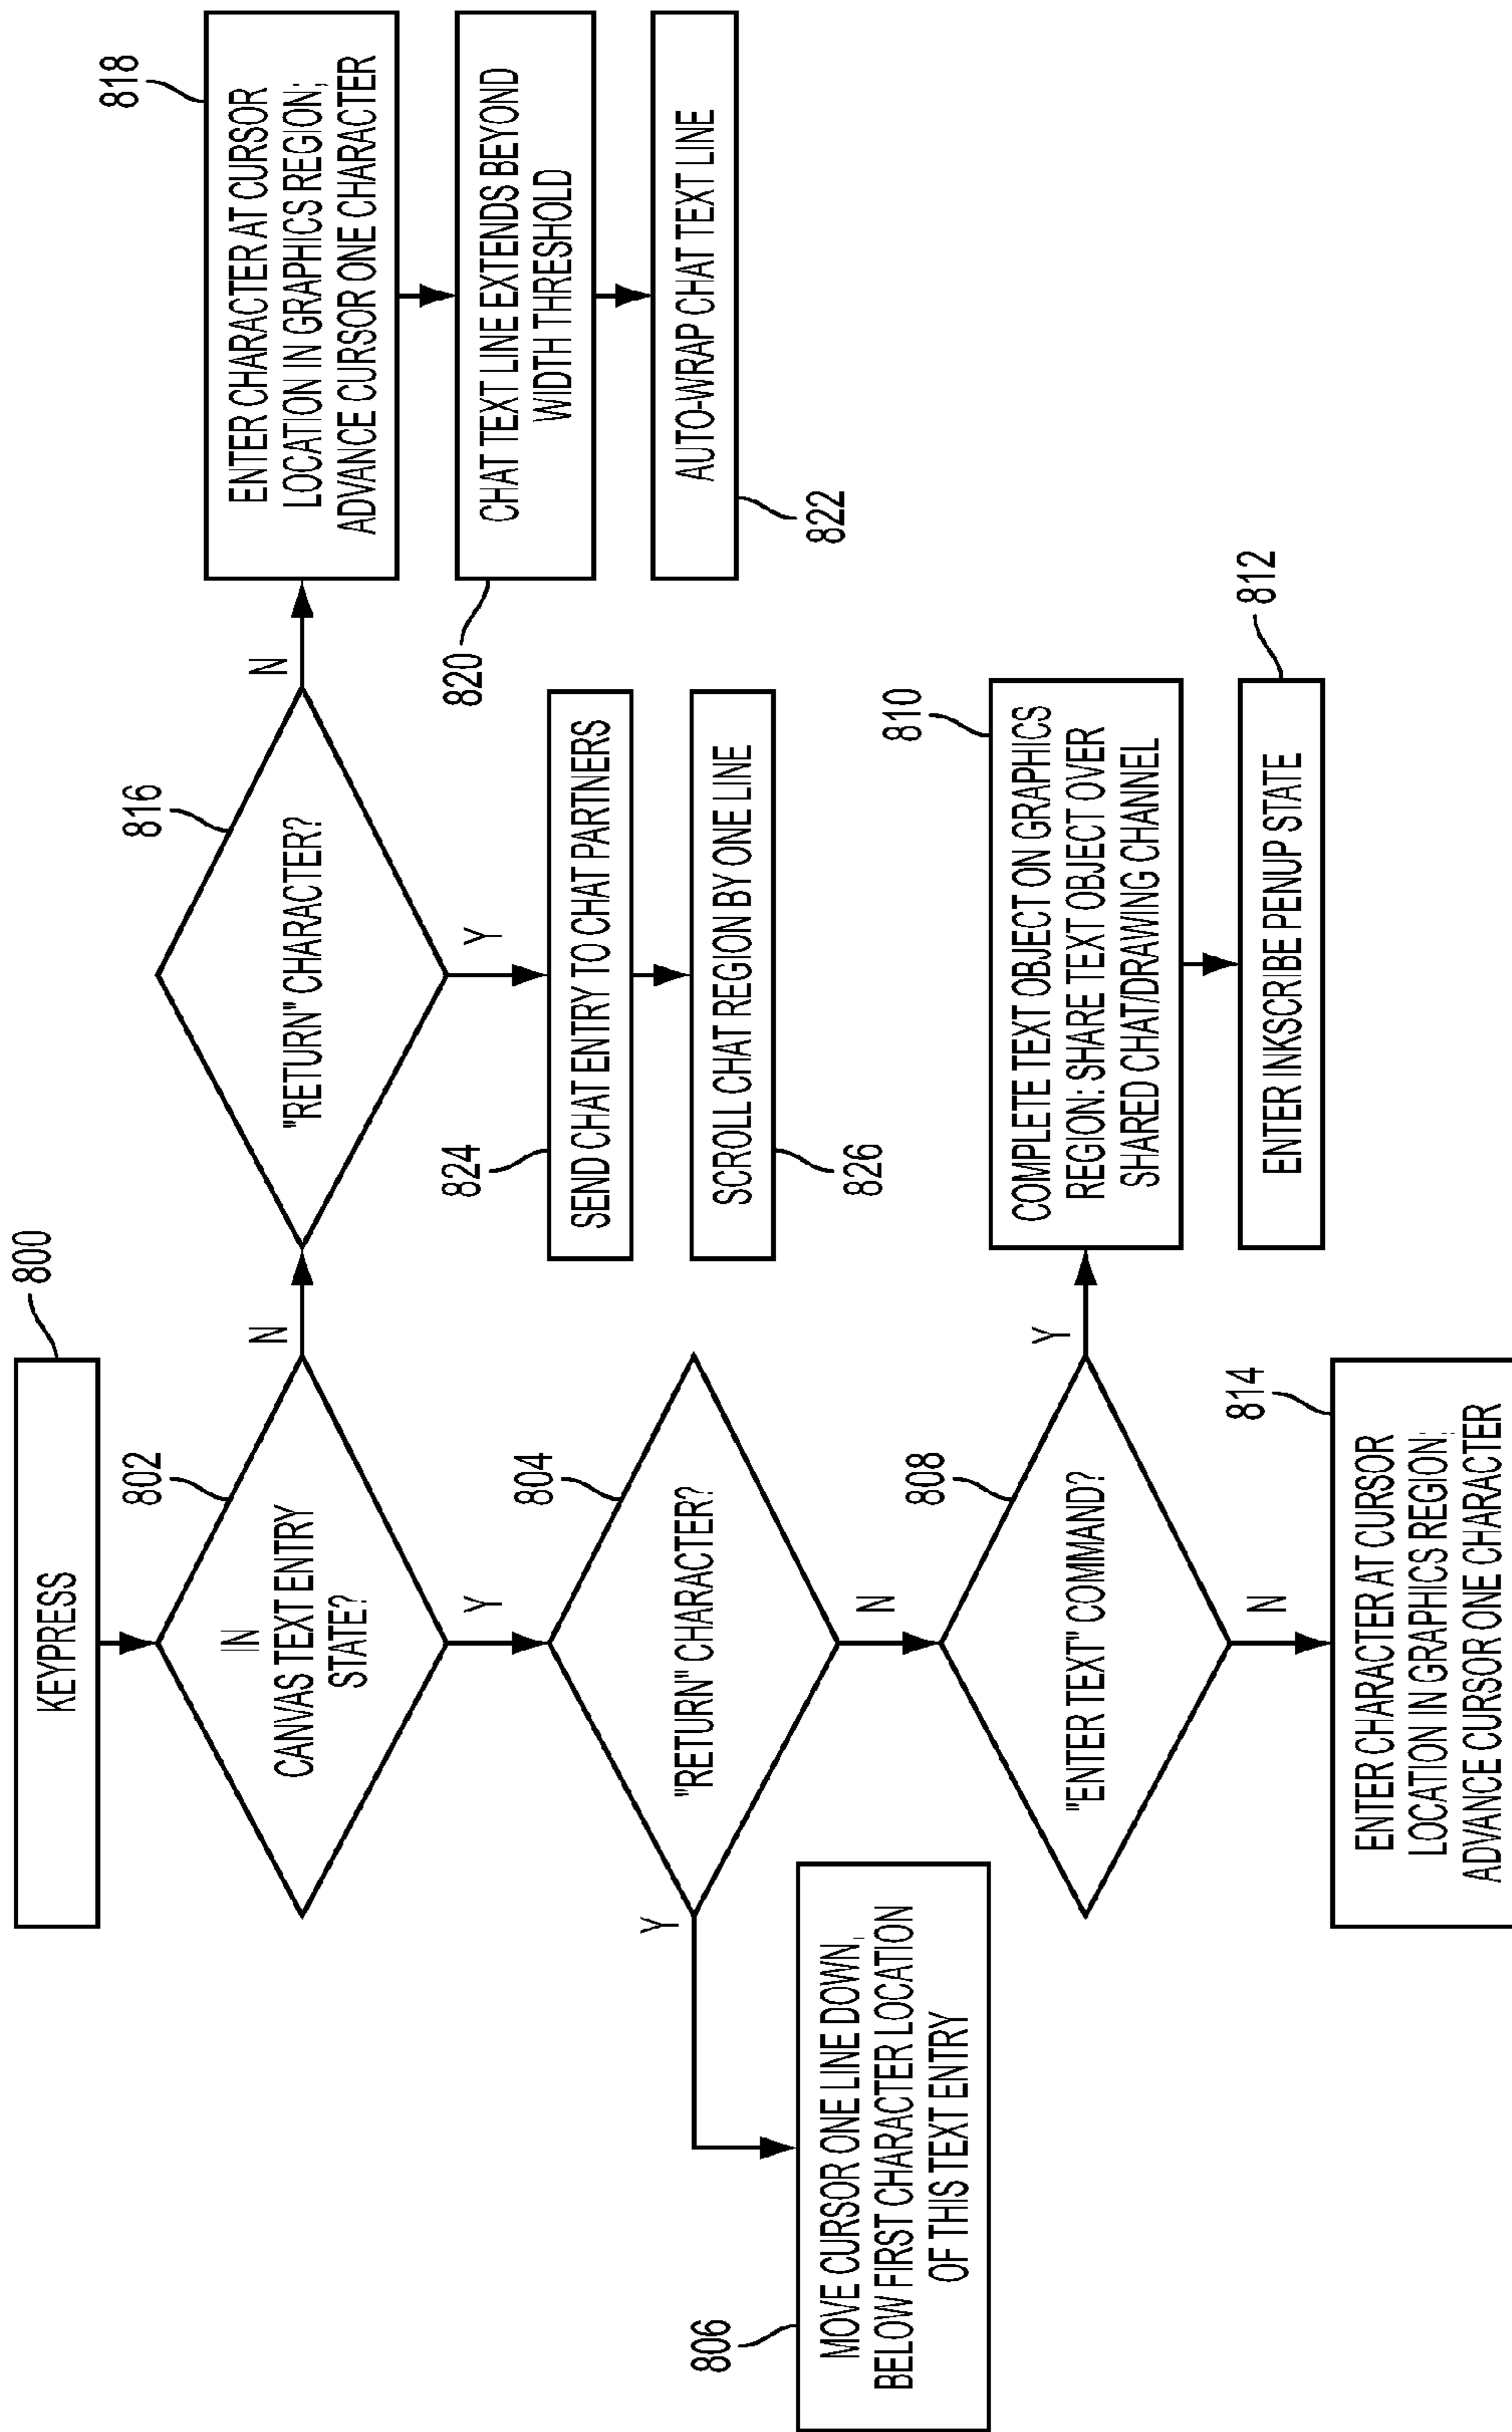 KEYPRESS
800
IN
CANVAS TEXT ENTRY
STATE?
802
N
Y
"RETURN" CHARACTER?
804
Y
N
MOVE CURSOR ONE LINE DOWN,
BELOW FIRST CHARACTER LOCATION
OF THIS TEXT ENTRY
806
"ENTER TEXT" COMMAND?
808
Y
N
COMPLETE TEXT OBJECT ON GRAPHICS
REGION: SHARE TEXT OBJECT OVER
SHARED CHAT/DRAWING CHANNEL
810
ENTER INKSCRIBE PENUP STATE
812
ENTER CHARACTER AT CURSOR
LOCATION IN GRAPHICS REGION;
ADVANCE CURSOR ONE CHARACTER
814
"RETURN" CHARACTER?
816
N
Y
ENTER CHARACTER AT CURSOR
LOCATION IN GRAPHICS REGION;
ADVANCE CURSOR ONE CHARACTER
818
CHAT TEXT LINE EXTENDS BEYOND
WIDTH THRESHOLD
820
AUTO-WRAP CHAT TEXT LINE
822
SEND CHAT ENTRY TO CHAT PARTNERS
824
SCROLL CHAT REGION BY ONE LINE
826